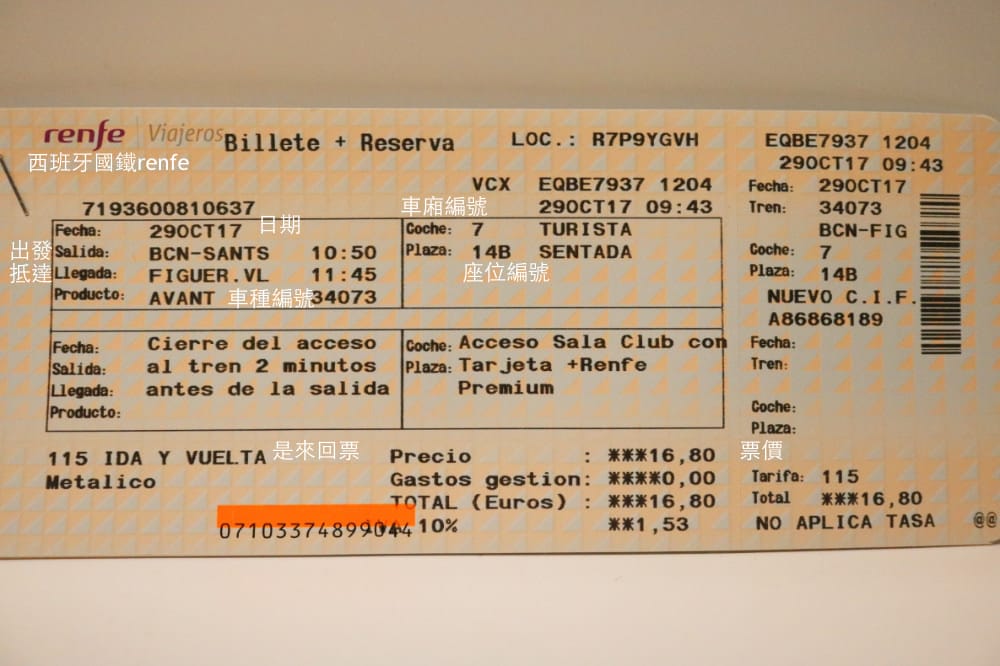 renfe Viajeros Billete + Reserva LOC.: R7P9YGVH EQBE7937 1204
西班牙國鐵renfe 29OCT17 09:43
VCX EQBE7937 1204 Fecha: 29OCT17
7193600810637 車廂編號 29OCT17 09:43 Tren: 34073
Fecha: 29OCT17 日期 Coche: 7 TURISTA BCN-FIG
出發 Salida: BCN-SANTS 10:50 Plaza: 14B SENTADA Coche: 7
抵達 Llegada: FIGUER.VL 11:45 座位編號 Plaza: 14B
Producto: AVANT 車種編號 34073 NUEVO C.I.F.
A86868189
Fecha: Cierre del acceso Coche: Acceso Sala Club con Fecha:
Salida: al tren 2 minutos Plaza: Tarjeta +Renfe Tren:
Llegada: antes de la salida Premium
Producto: Coche:
Plaza:
115 IDA Y VUELTA 是來回票 Precio : ***16,80 票價
Metalico Gastos gestion: ****0,00 Tarifa: 115
TOTAL (Euros) : ***16,80 Total ***16,80
10% **1,53 NO APLICA TASA @@